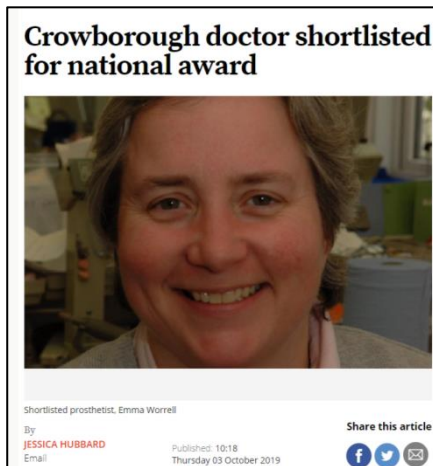 Crowborough doctor shortlisted
for national award
Shortlisted prosthetist, Emma Worrell
By
JESSICA HUBBARD
Email
Published: 10:18
Thursday 03 October 2019
Share this article